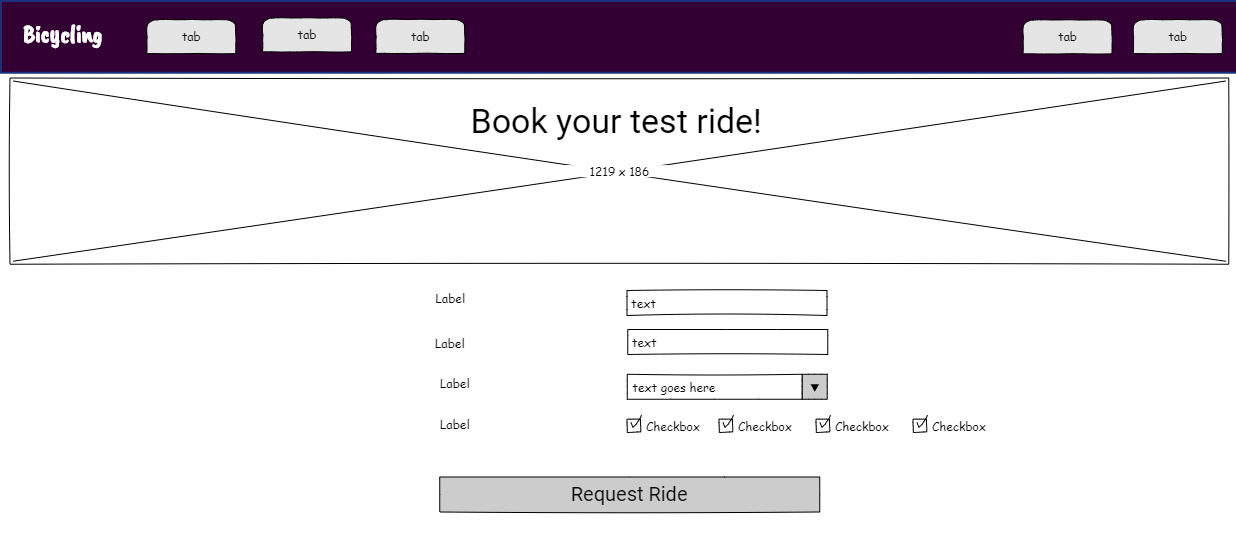 Bicycling tab tab tab tab tab
Book your test ride!
1219 x 186
Label text
Label text
Label text goes here
Label Checkbox Checkbox Checkbox Checkbox
Request Ride